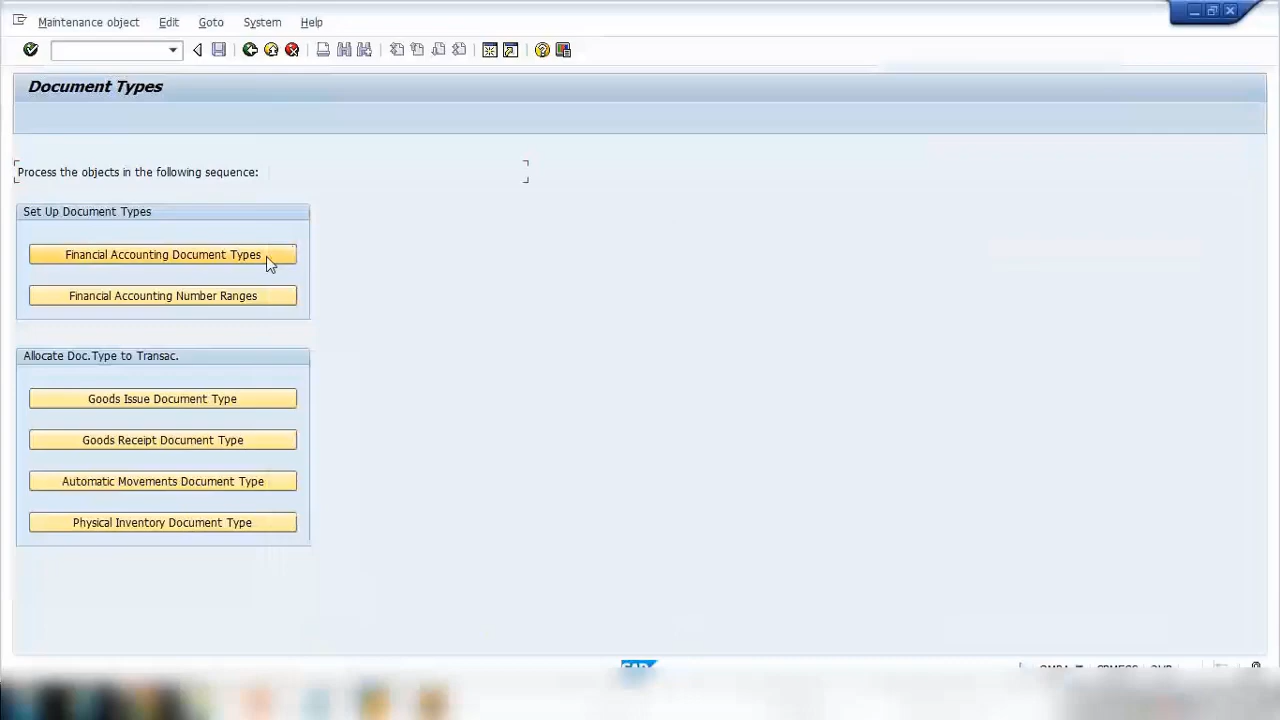 Maintenance object Edit Goto System Help
Document Types
Process the objects in the following sequence:
Set Up Document Types
Financial Accounting Document Types
Financial Accounting Number Ranges
Allocate Doc.Type to Transac.
Goods Issue Document Type
Goods Receipt Document Type
Automatic Movements Document Type
Physical Inventory Document Type
SAP